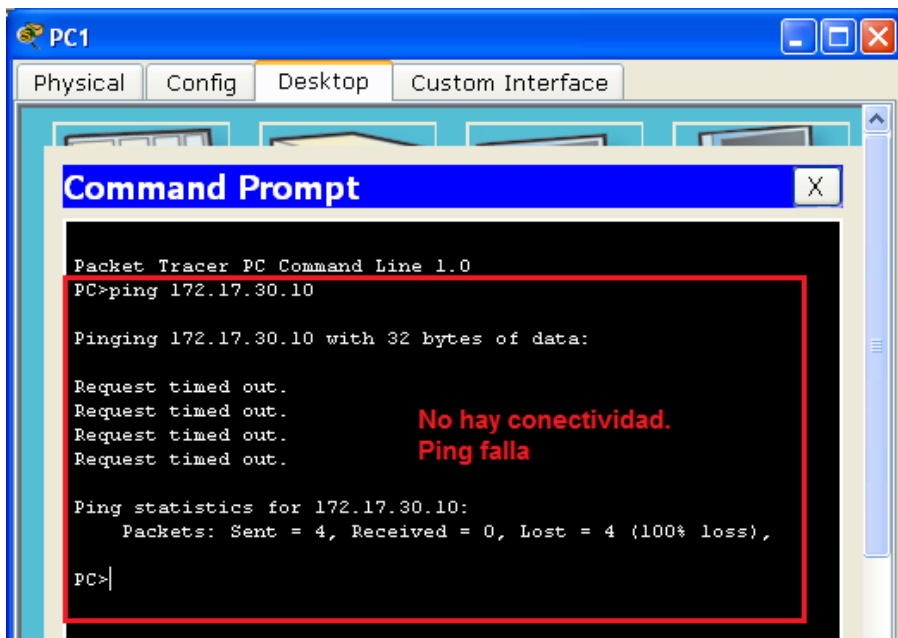 PC1
Physical Config Desktop Custom Interface
Command Prompt X
Packet Tracer PC Command Line 1.0
PC>ping 172.17.30.10
Pinging 172.17.30.10 with 32 bytes of data:
Request timed out.
Request timed out.
Request timed out.
Request timed out.
No hay conectividad.
Ping falla
Ping statistics for 172.17.30.10:
Packets: Sent = 4, Received = 0, Lost = 4 (100% loss),
PC>